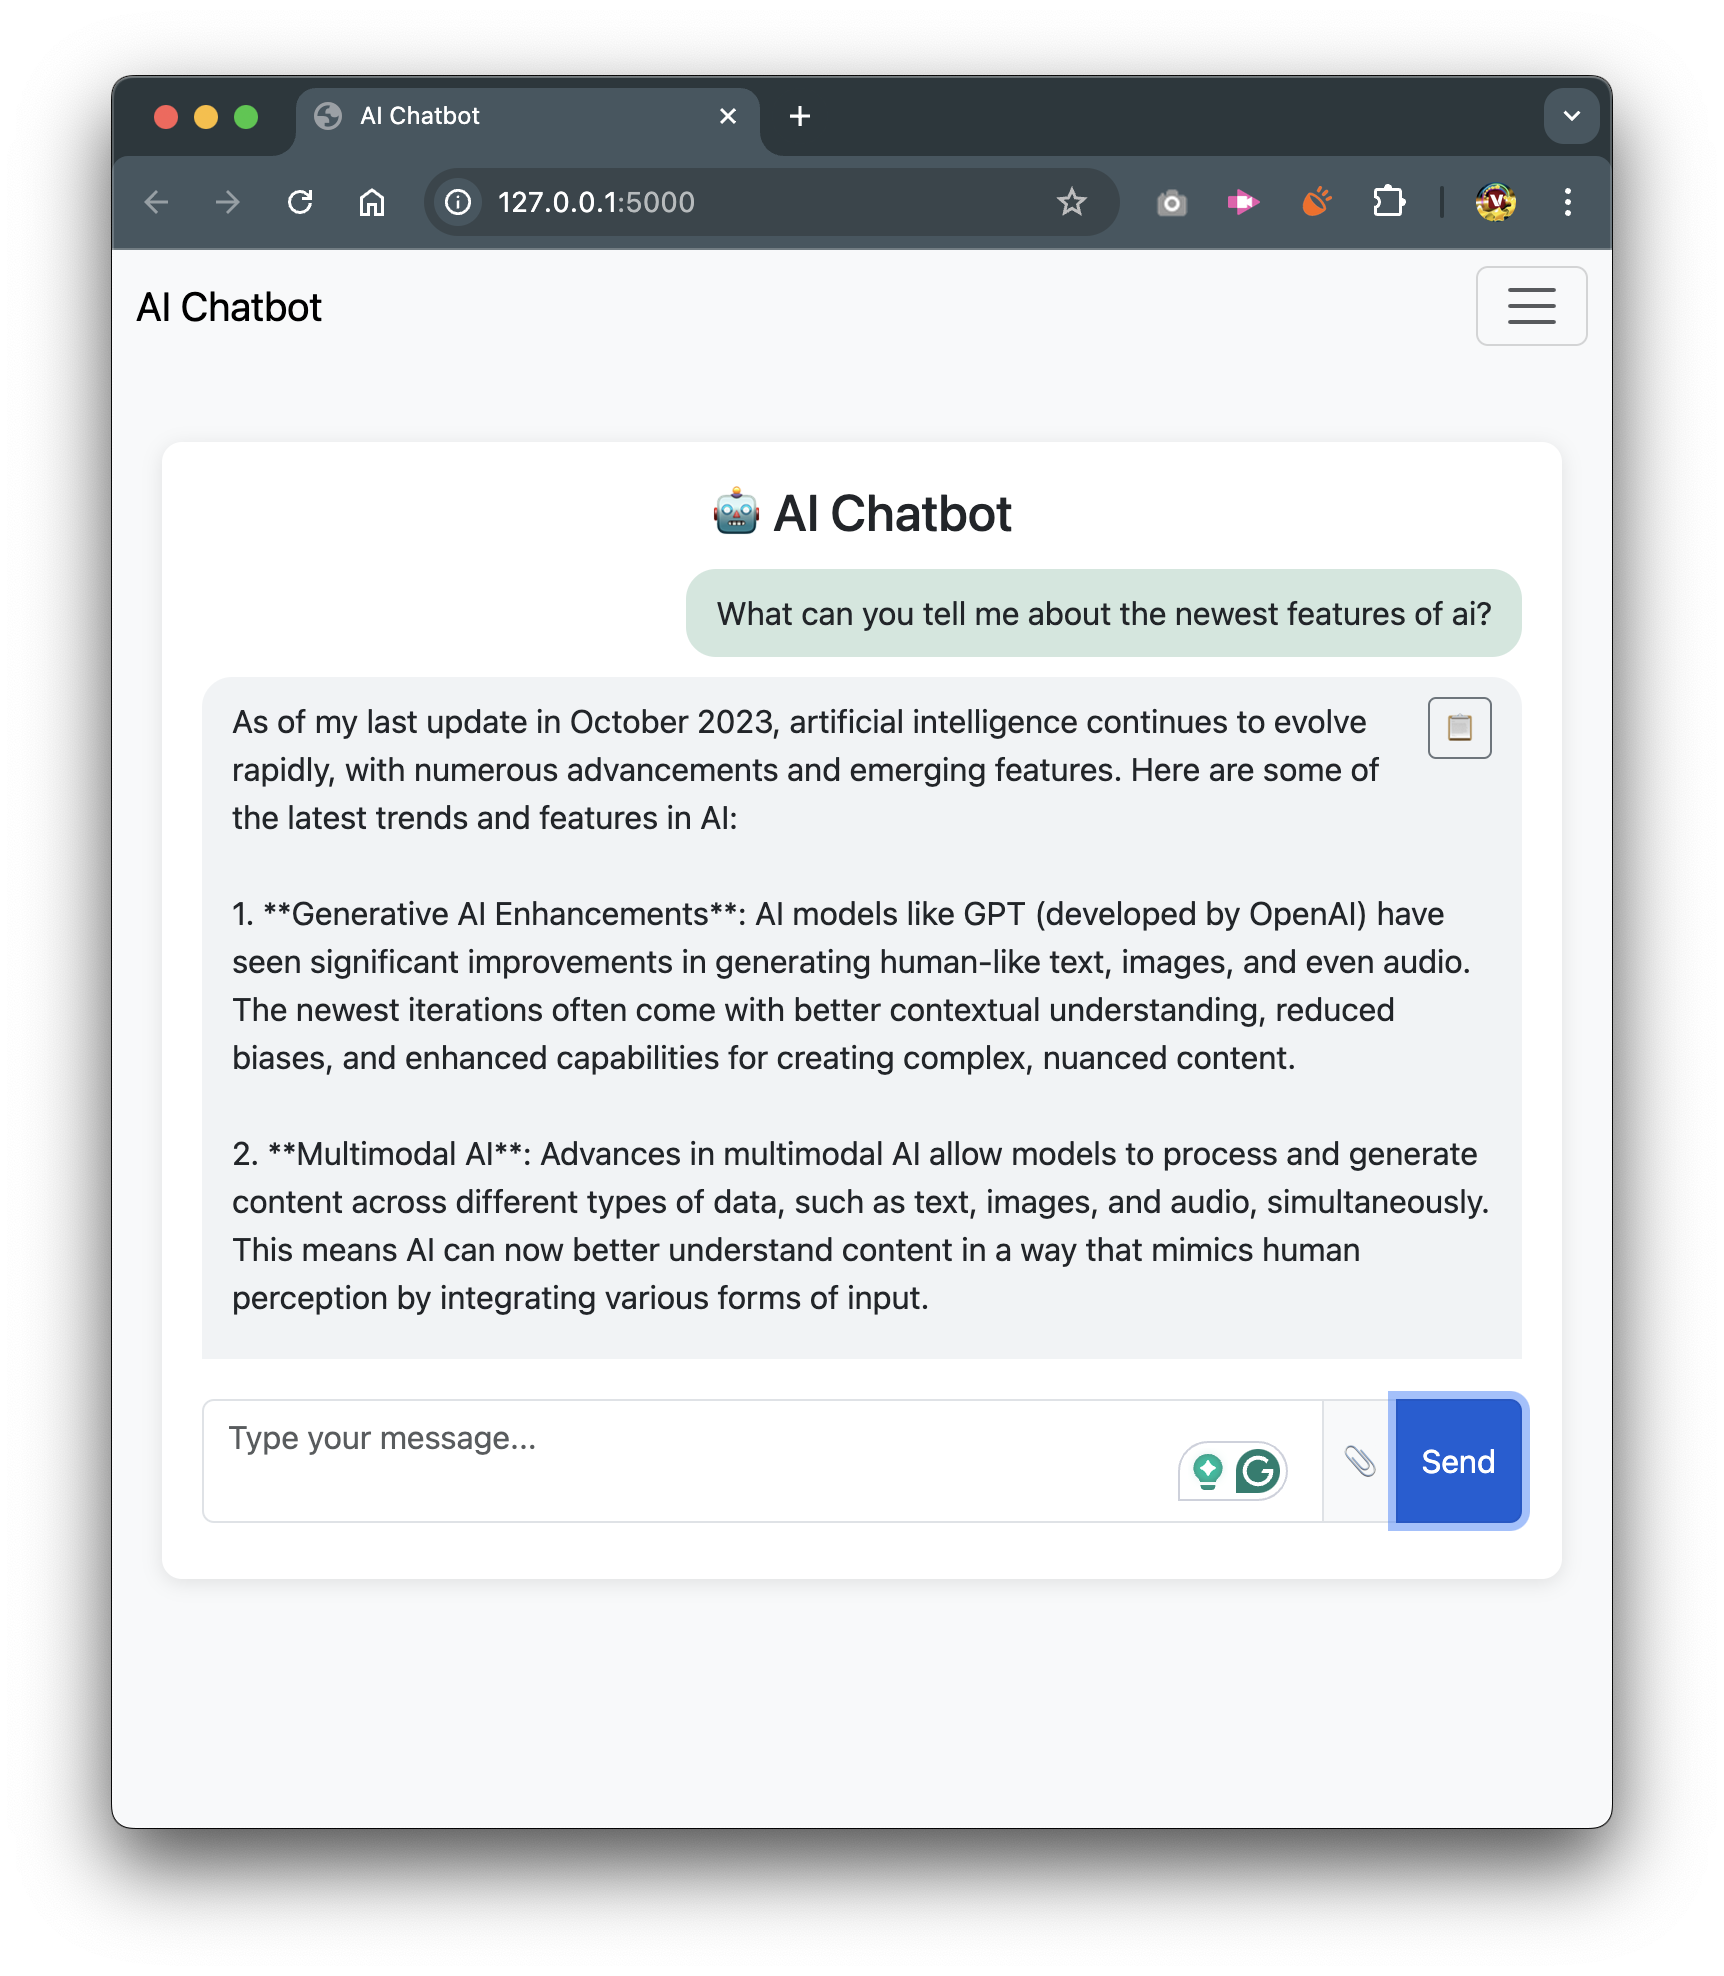 AI Chatbot
127.0.0.1:5000
V
AI Chatbot
AI Chatbot
What can you tell me about the newest features of ai?
As of my last update in October 2023, artificial intelligence continues to evolve
rapidly, with numerous advancements and emerging features. Here are some of
the latest trends and features in AI:
1. **Generative AI Enhancements**: AI models like GPT (developed by OpenAI) have
seen significant improvements in generating human-like text, images, and even audio.
The newest iterations often come with better contextual understanding, reduced
biases, and enhanced capabilities for creating complex, nuanced content.
2. **Multimodal AI**: Advances in multimodal AI allow models to process and generate
content across different types of data, such as text, images, and audio, simultaneously.
This means AI can now better understand content in a way that mimics human
perception by integrating various forms of input.
Type your message...
Send